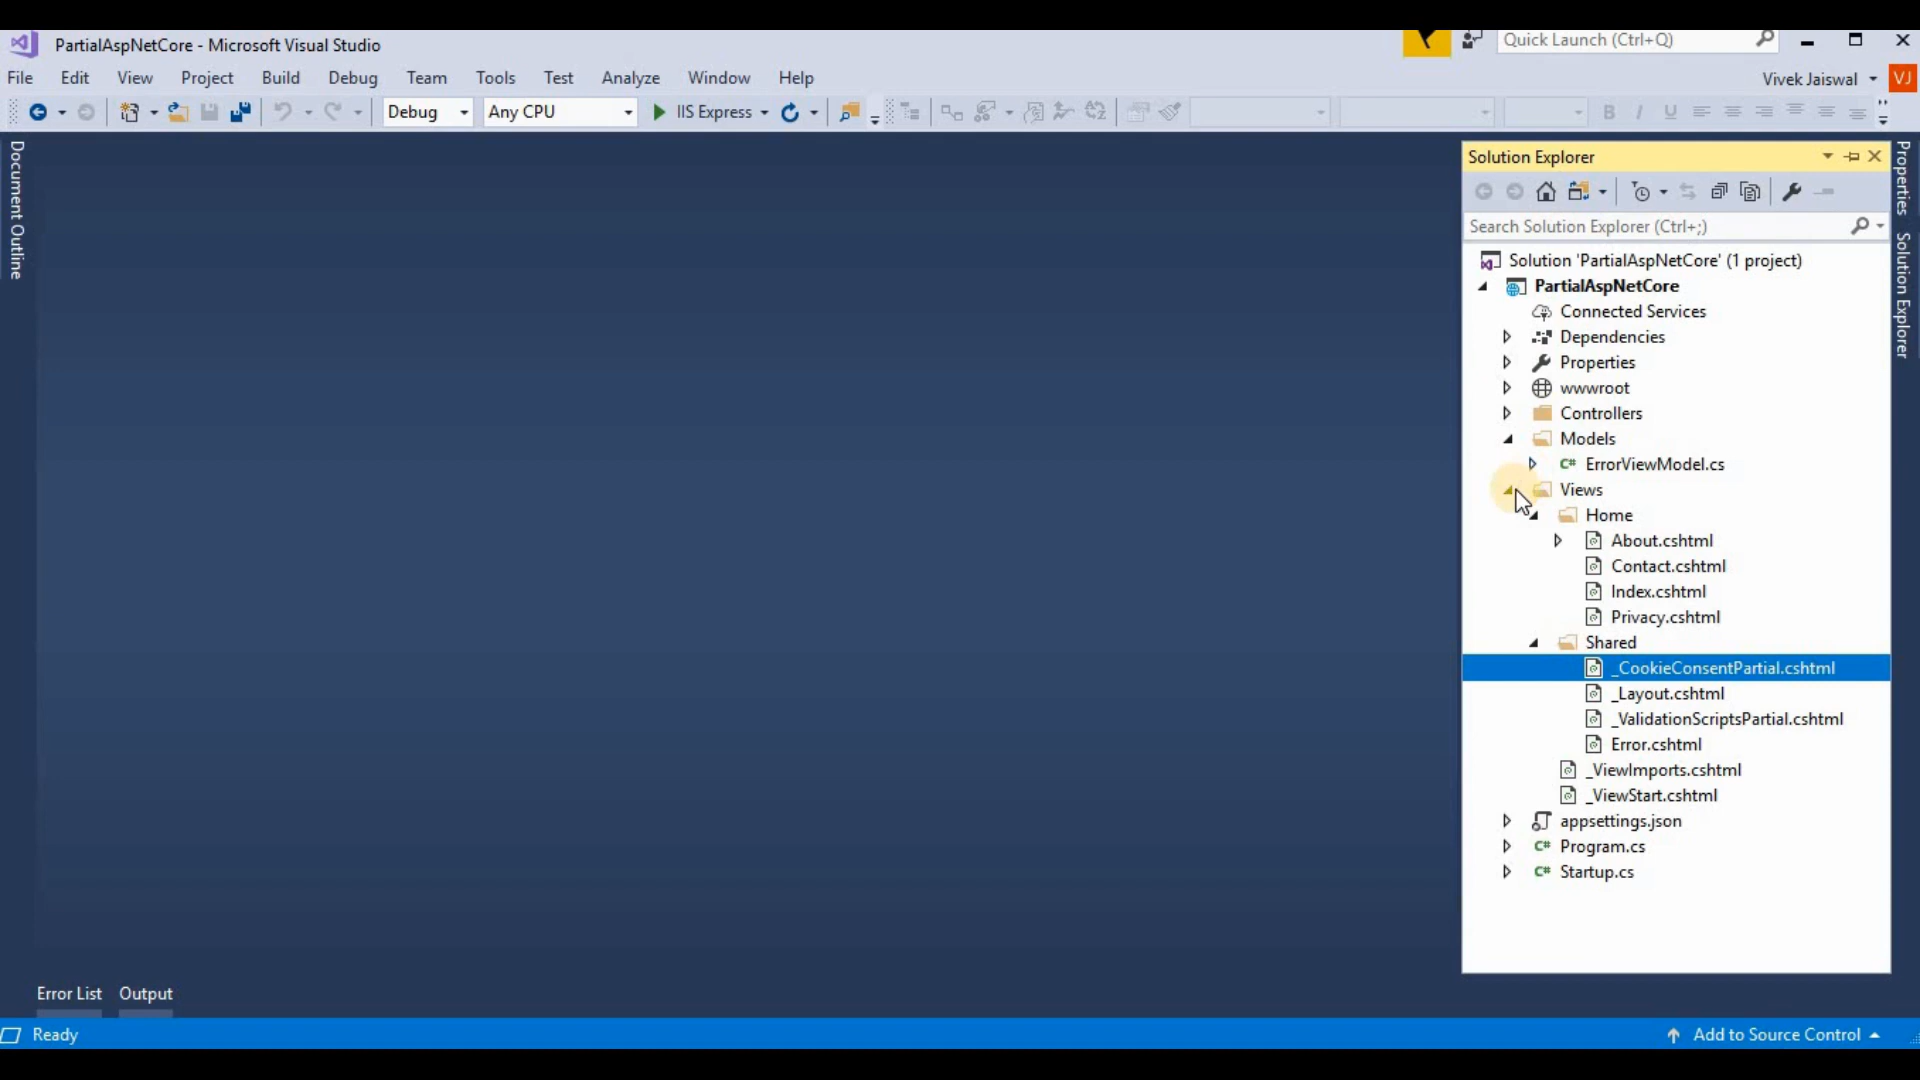 PartialAspNetCore - Microsoft Visual Studio
Quick Launch (Ctrl+Q)
File Edit View Project Build Debug Team Tools Test Analyze Window Help
Vivek Jaiswal VJ
Debug Any CPU IIS Express B I U
Document Outline
Solution Explorer
Properties
Solution Explorer
Search Solution Explorer (Ctrl+;)
Solution 'PartialAspNetCore' (1 project)
PartialAspNetCore
Connected Services
Dependencies
Properties
wwwroot
Controllers
Models
C# ErrorViewModel.cs
Views
Home
About.cshtml
Contact.cshtml
Index.cshtml
Privacy.cshtml
Shared
_CookieConsentPartial.cshtml
_Layout.cshtml
_ValidationScriptsPartial.cshtml
Error.cshtml
_ViewImports.cshtml
_ViewStart.cshtml
appsettings.json
C# Program.cs
C# Startup.cs
Error List Output
Ready
Add to Source Control